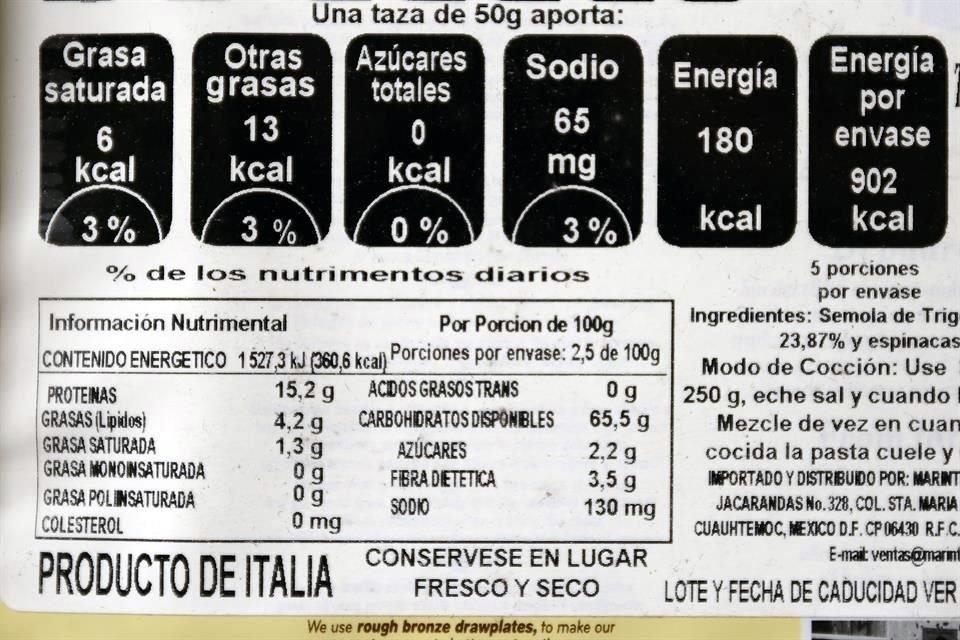 Una taza de 50g aporta:
Grasa saturada
6
kcal
3 %
Otras grasas
13
kcal
3 %
Azúcares totales
0
kcal
0 %
Sodio
65
mg
3 %
Energía
180
kcal
Energía por envase
902
kcal
% de los nutrimentos diarios
5 porciones
por envase
Información Nutrimental Por Porcion de 100g
CONTENIDO ENERGETICO 1527,3 kJ (360,6 kcal) Porciones por envase: 2,5 de 100g
PROTEINAS 15,2 g ACIDOS GRASOS TRANS 0 g
GRASAS (Lipidos) 4,2 g CARBOHIDRATOS DISPONIBLES 65,5 g
GRASA SATURADA 1,3 g AZÚCARES 2,2 g
GRASA MONOINSATURADA 0 g FIBRA DIETETICA 3,5 g
GRASA POLIINSATURADA 0 g SODIO 130 mg
COLESTEROL 0 mg
Ingredientes: Semola de Trig
23,87% y espinacas
Modo de Cocción: Use
250 g, eche sal y cuando
Mezcle de vez en cuan
cocida la pasta cuele y
IMPORTADO Y DISTRIBUIDO POR: MARINT
JACARANDAS No. 328, COL. STA. MARIA
CUAUHTEMOC, MEXICO D.F. CP 06430 R.F.C.
E-mail: ventas@marint
PRODUCTO DE ITALIA
CONSERVESE EN LUGAR
FRESCO Y SECO
LOTE Y FECHA DE CADUCIDAD VER
We use rough bronze drawplates, to make our